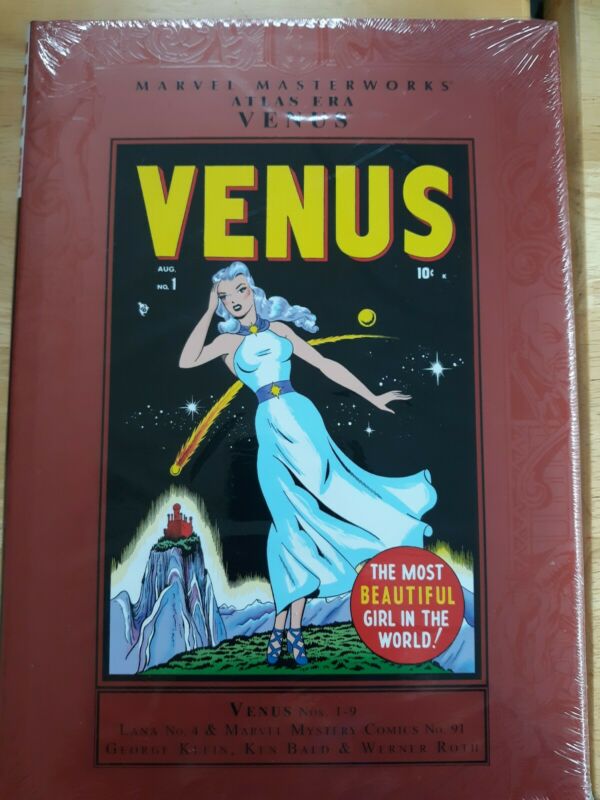 MARVEL MASTERWORKS
ATLAS ERA
VENUS
VENUS
AUG.
NO. 1
10¢ K
THE MOST
BEAUTIFUL
GIRL IN THE
WORLD!
VENUS NOS. 1-9
LANA NO. 4 & MARVEL MYSTERY COMICS NO. 91
GEORGE KLEIN, KEN BALD & WERNER ROTH